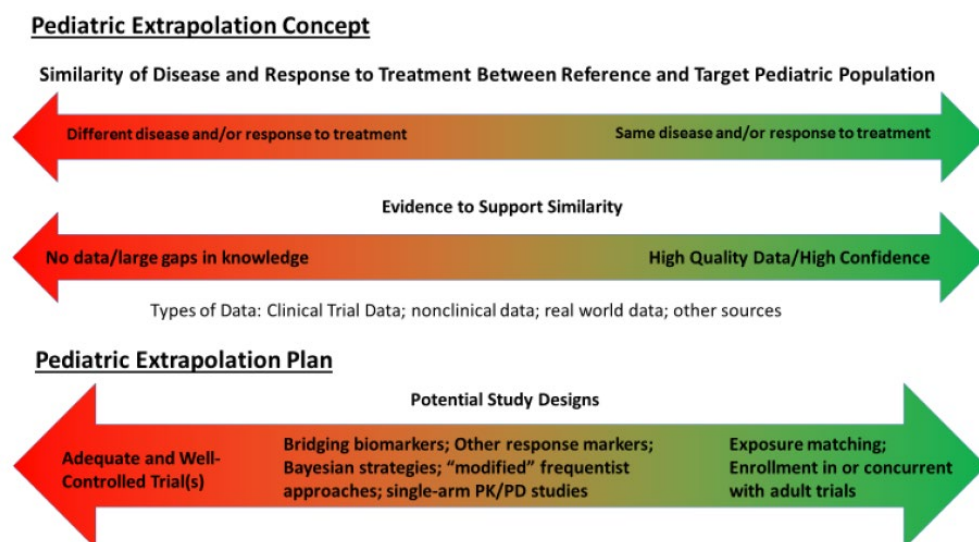 Pediatric Extrapolation Concept
Similarity of Disease and Response to Treatment Between Reference and Target Pediatric Population
Different disease and/or response to treatment
Same disease and/or response to treatment
Evidence to Support Similarity
No data/large gaps in knowledge
High Quality Data/High Confidence
Types of Data: Clinical Trial Data; nonclinical data; real world data; other sources
Pediatric Extrapolation Plan
Potential Study Designs
Adequate and Well-
Controlled Trial(s)
Bridging biomarkers; Other response markers;
Bayesian strategies; “modified” frequentist
approaches; single-arm PK/PD studies
Exposure matching;
Enrollment in or concurrent
with adult trials